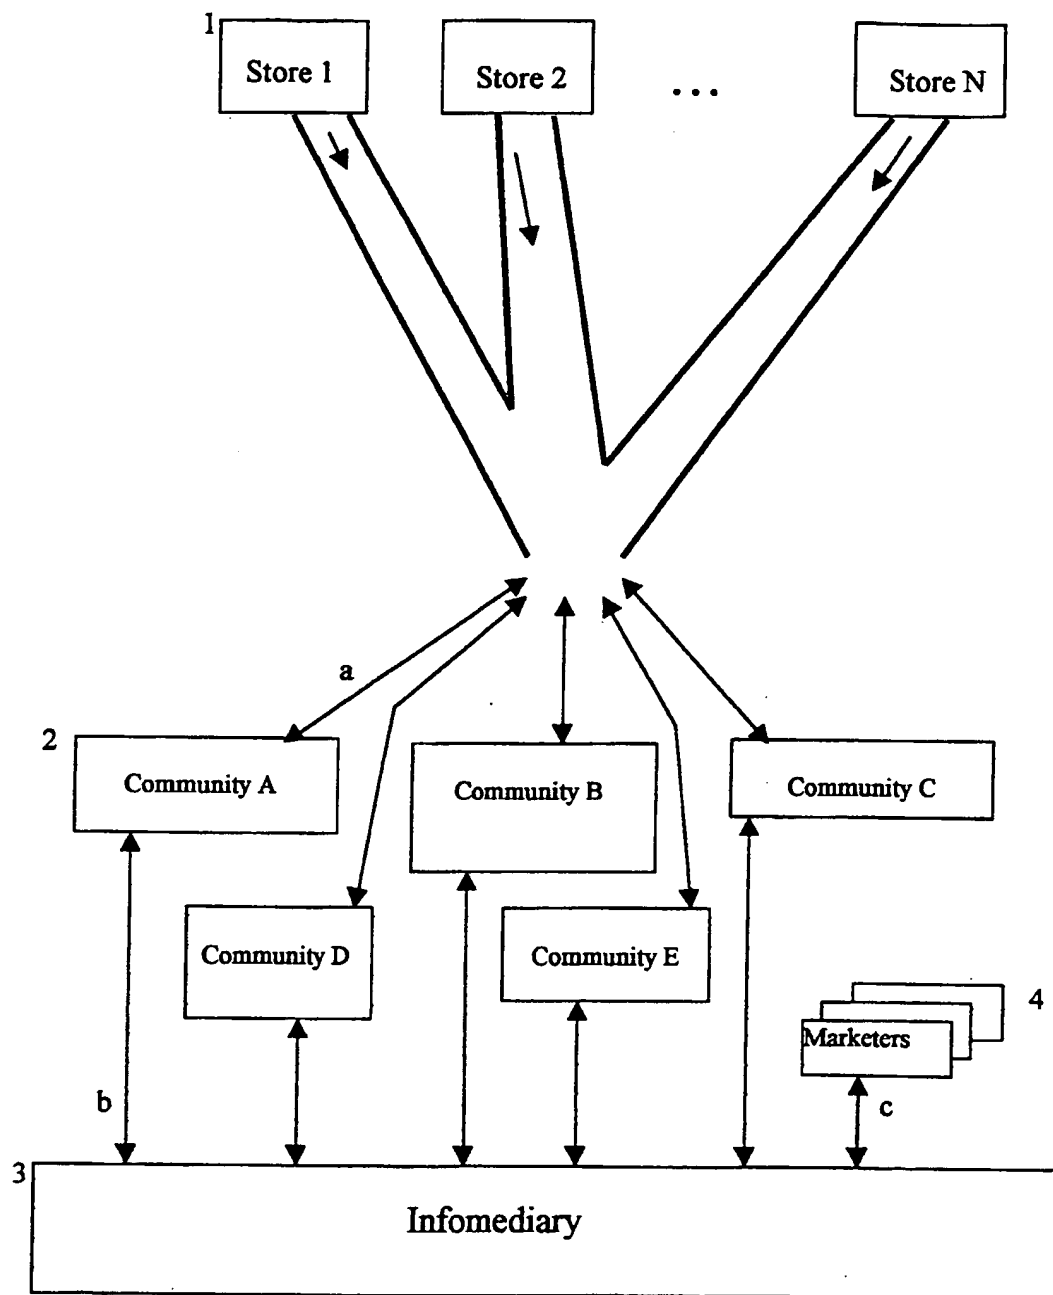 1
Store 1
Store 2
...
Store N
a
2
Community A
Community B
Community C
Community D
Community E
4
Marketers
b
c
3
Infomediary